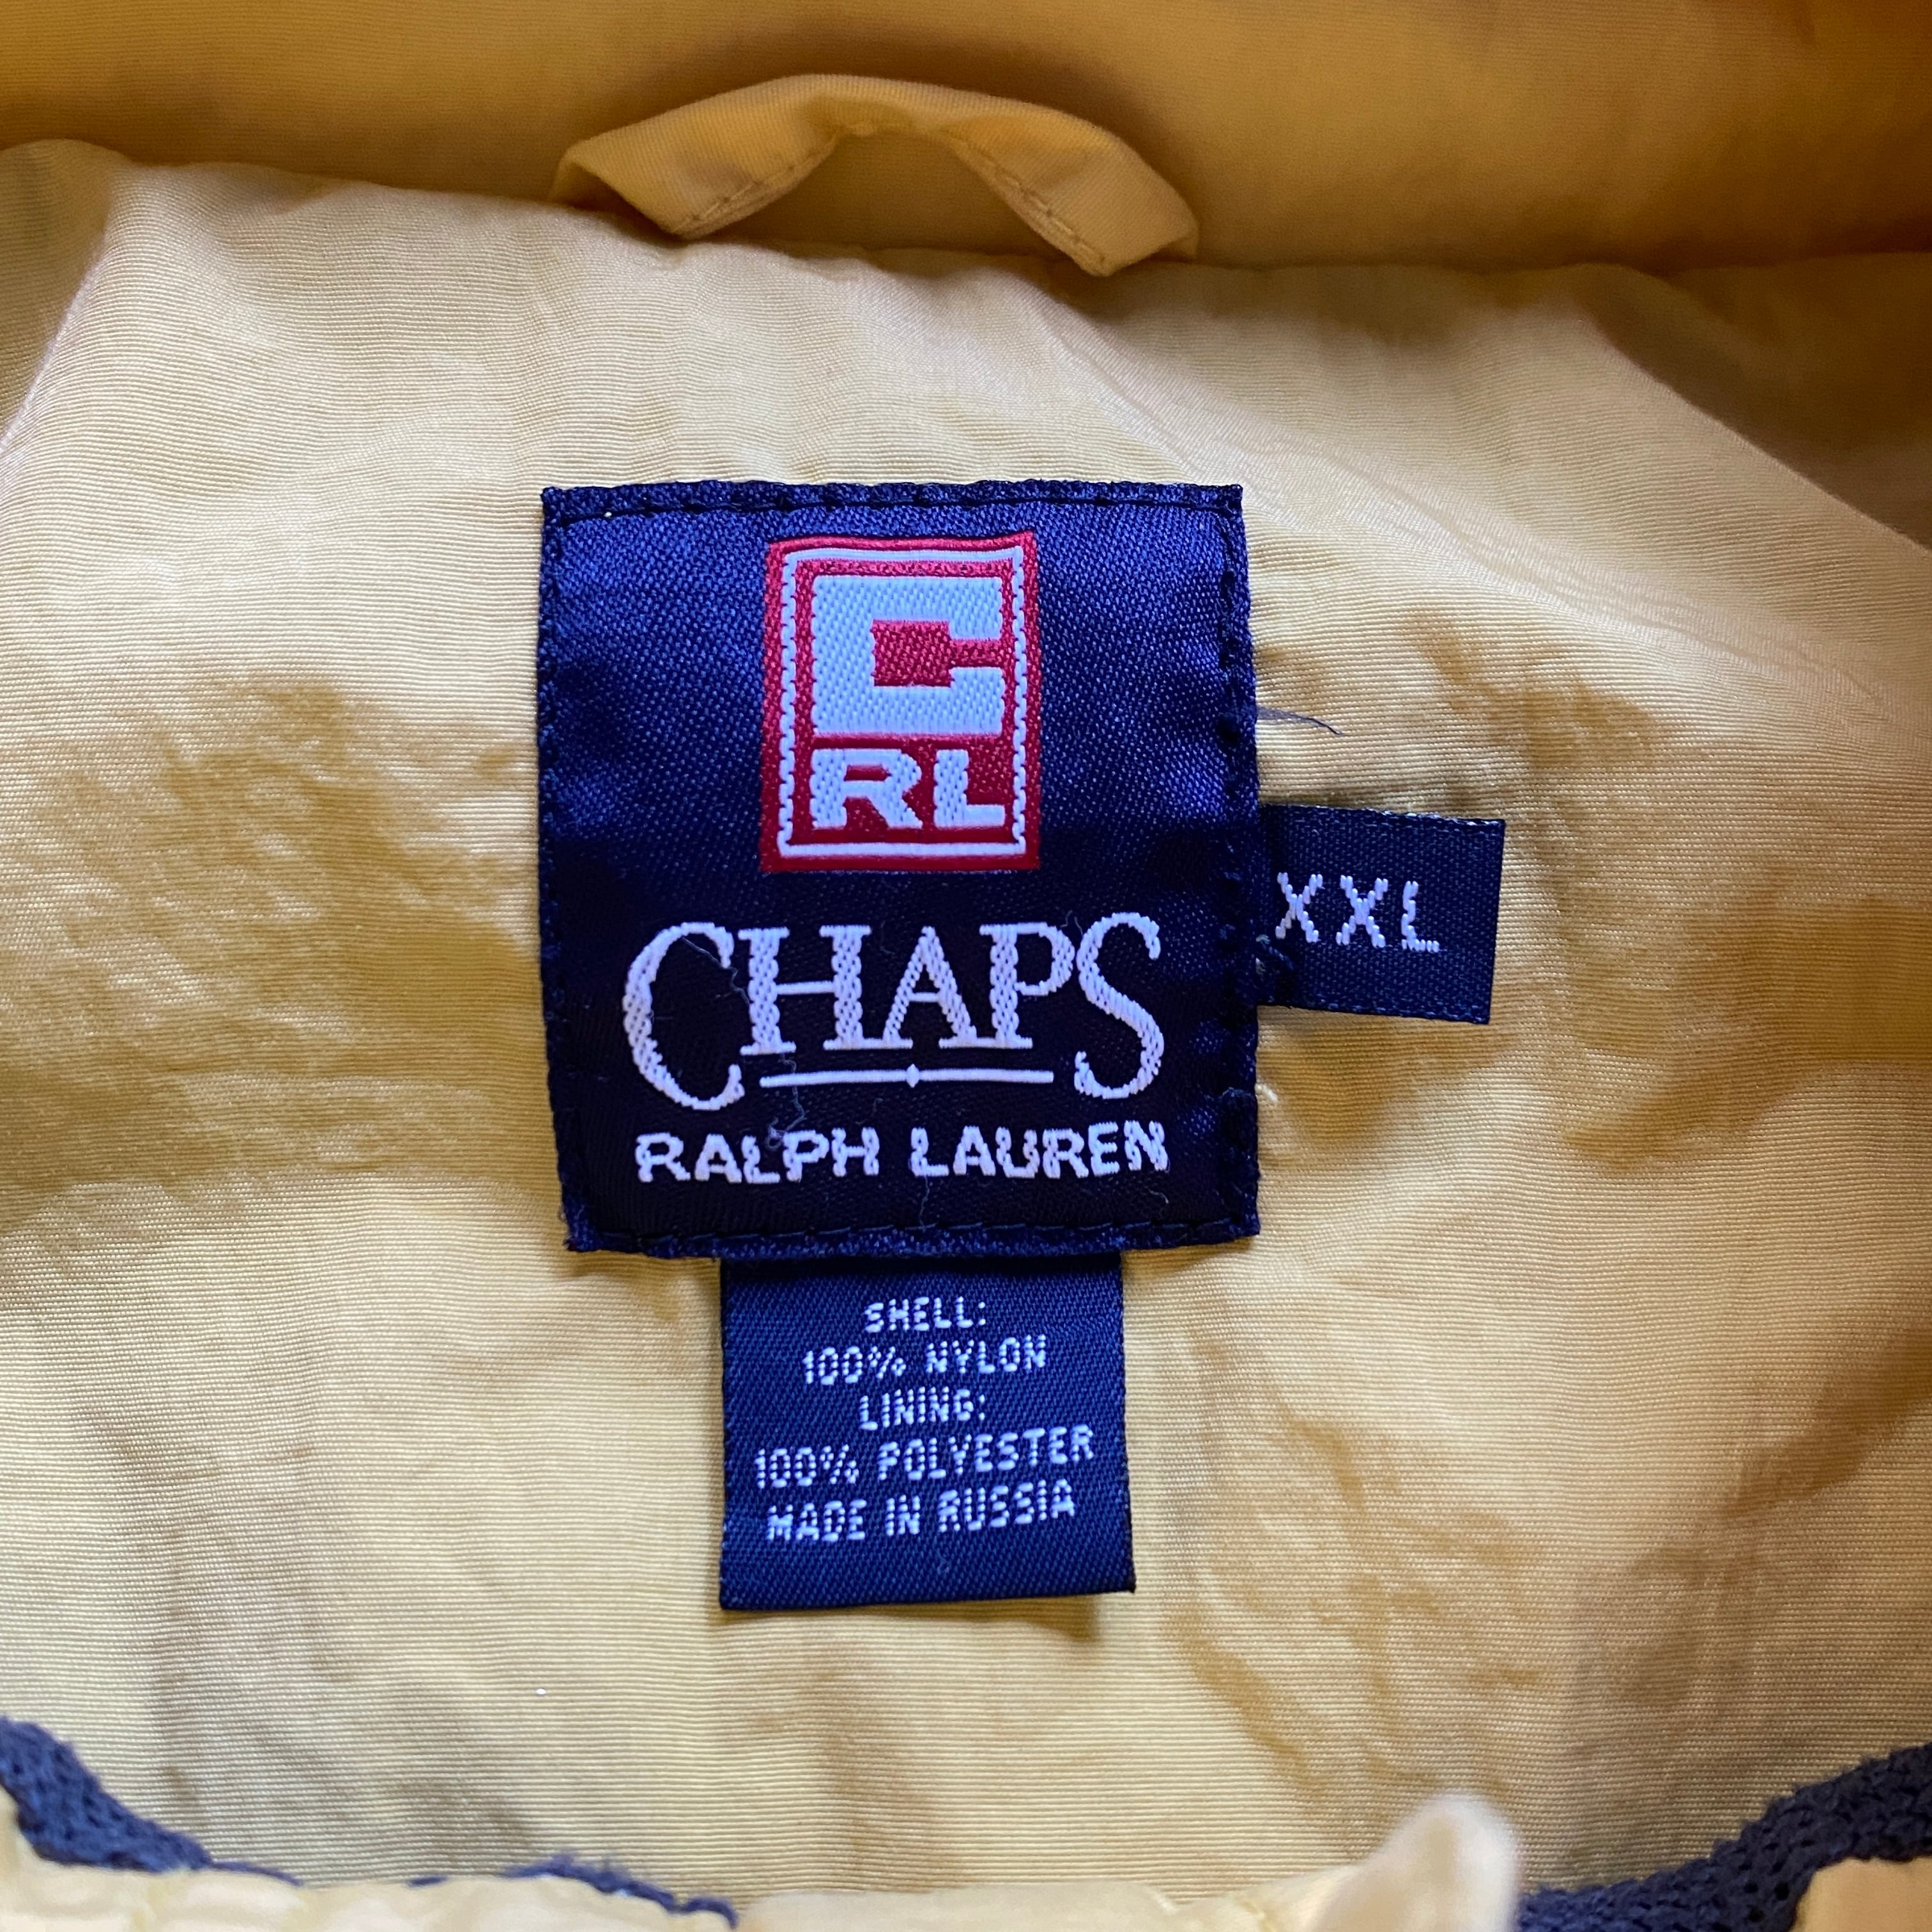 C
RL
CHAPS
RALPH LAUREN
XXL
SHELL:
100% NYLON
LINING:
100% POLYESTER
MADE IN RUSSIA